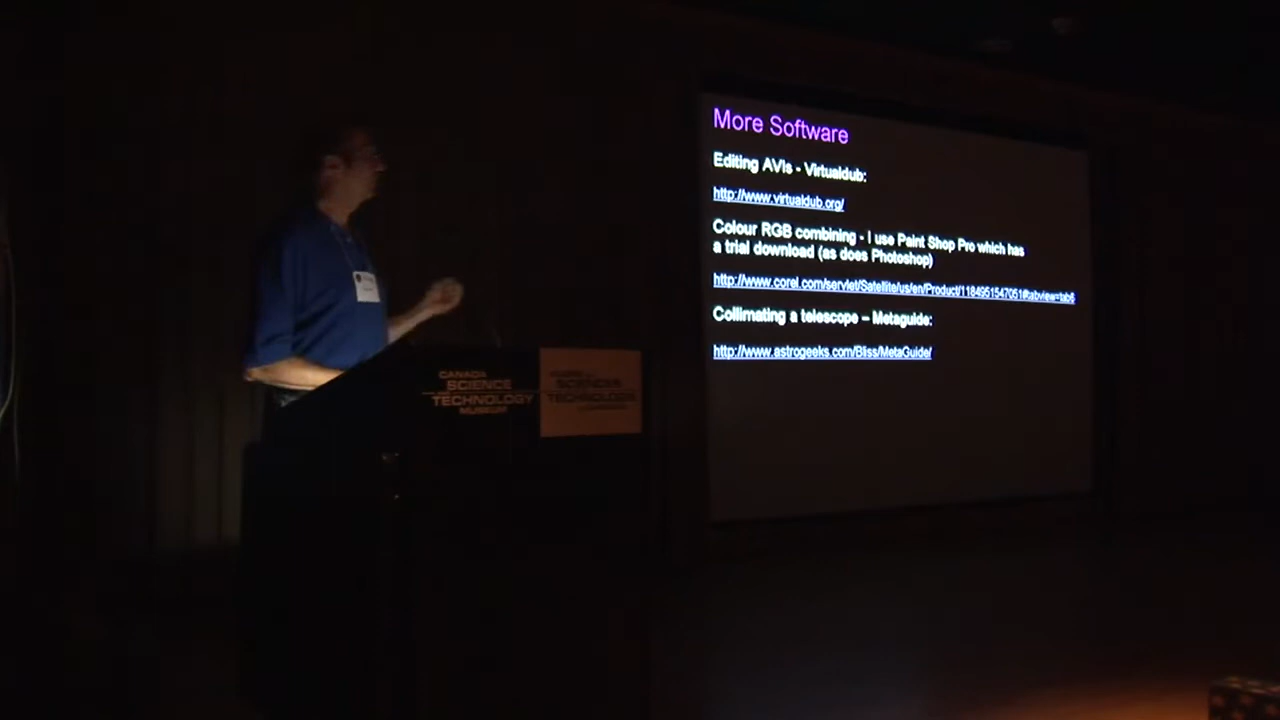 More Software
Editing AVIs - Virtualdub:
http://www.virtualdub.org/
Colour RGB combining - I use Paint Shop Pro which has
a trial download (as does Photoshop)
http://www.corel.com/servlet/Satellite/us/en/Product/1184951547051#tabview=tab6
Collimating a telescope – Metaguide:
http://www.astrogeeks.com/Bliss/MetaGuide/
CANADA
SCIENCE
TECHNOLOGY
MUSEUM
SCIENCES
TECHNOLOGIE